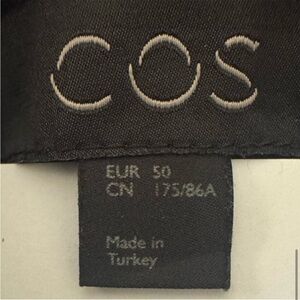 COS
EUR 50
CN 175/86A
Made in
Turkey